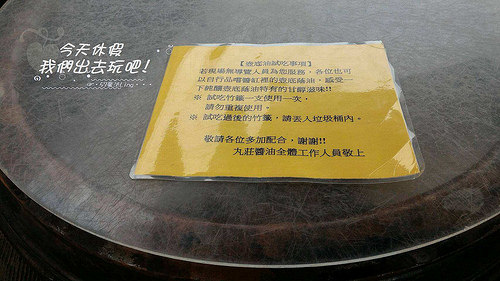 今天休假
我們出去玩吧!
【壺底油試吃事項】
若現場無導覽人員為您服務,各位也可
以自行品嚐醬缸裡的壺底蔭油,感受一
下純釀壺底蔭油特有的甘醇滋味!!
※ 試吃竹籤一支使用一次,
請勿重複使用。
※ 試吃過後的竹籤,請丟入垃圾桶內。
敬請各位多加配合,謝謝!!
丸莊醬油全體工作人員敬上